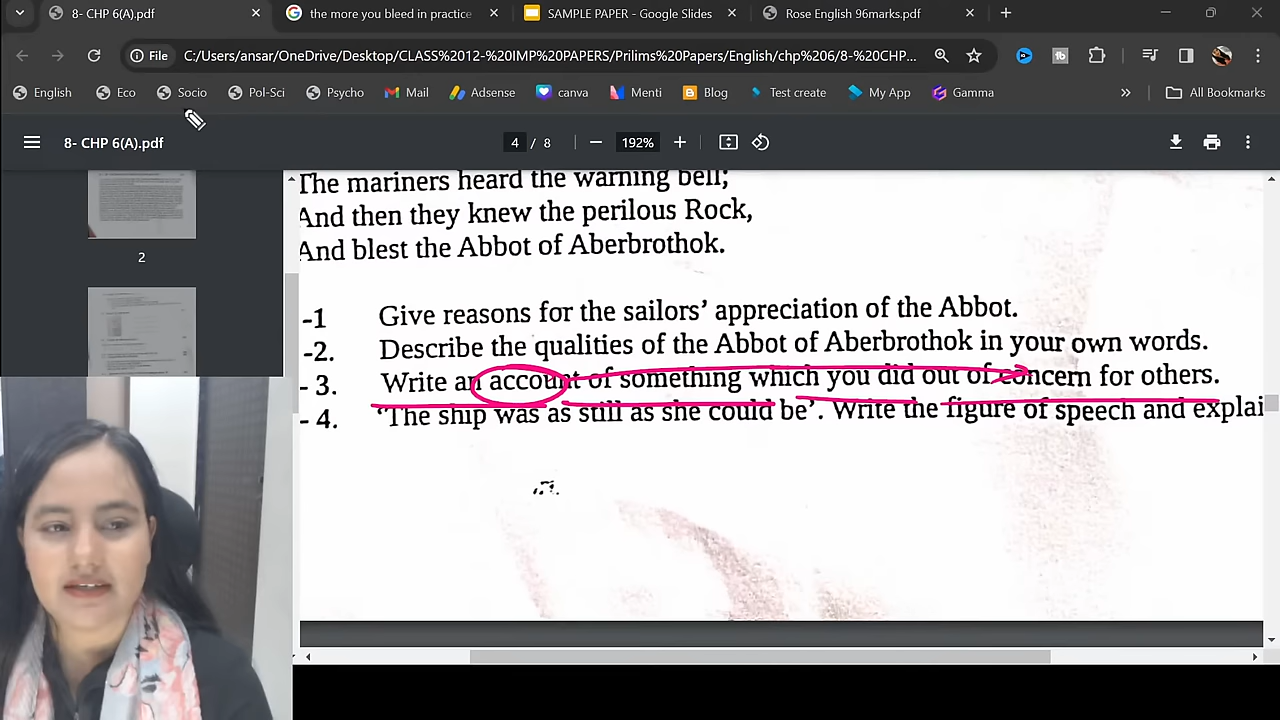 8- CHP 6(A).pdf
the more you bleed in practice
SAMPLE PAPER - Google Slides
Rose English 96marks.pdf
File
C:/Users/ansar/OneDrive/Desktop/CLASS%2012-%20IMP%20PAPERS/Prilims%20Papers/English/chp%206/8-%20CHP...
English
Eco
Socio
Pol-Sci
Psycho
Mail
Adsense
canva
Menti
Blog
Test create
My App
Gamma
»
All Bookmarks
8- CHP 6(A).pdf
4 / 8
192%
2
The mariners heard the warning bell;
And then they knew the perilous Rock,
And blest the Abbot of Aberbrothok.
-1 Give reasons for the sailors’ appreciation of the Abbot.
-2. Describe the qualities of the Abbot of Aberbrothok in your own words.
- 3. Write an account of something which you did out of concern for others.
- 4. ‘The ship was as still as she could be’. Write the figure of speech and explai